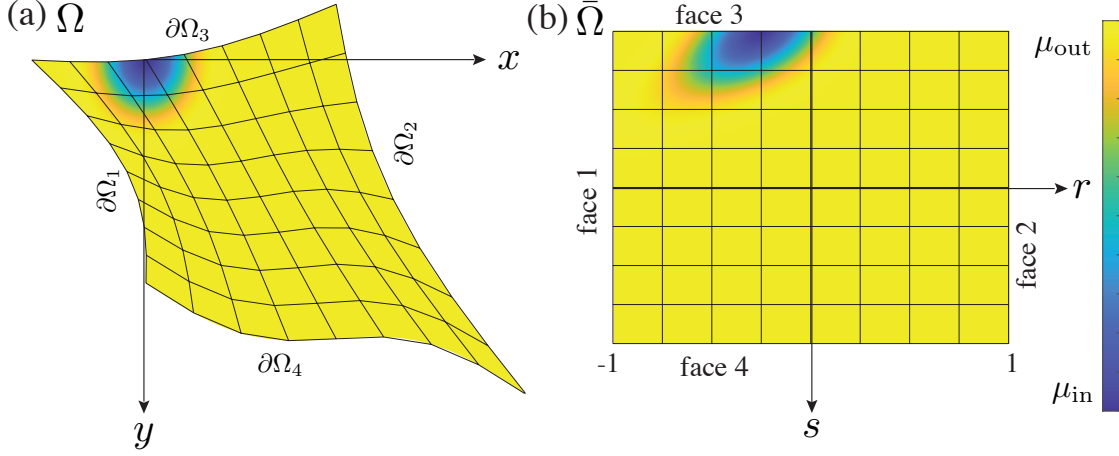 (a) Ω
∂Ω₃
x
∂Ω₂
∂Ω₁
∂Ω₄
y
(b) Ω̄
face 3
face 1
r
face 2
-1
face 4
1
s
μout
μin